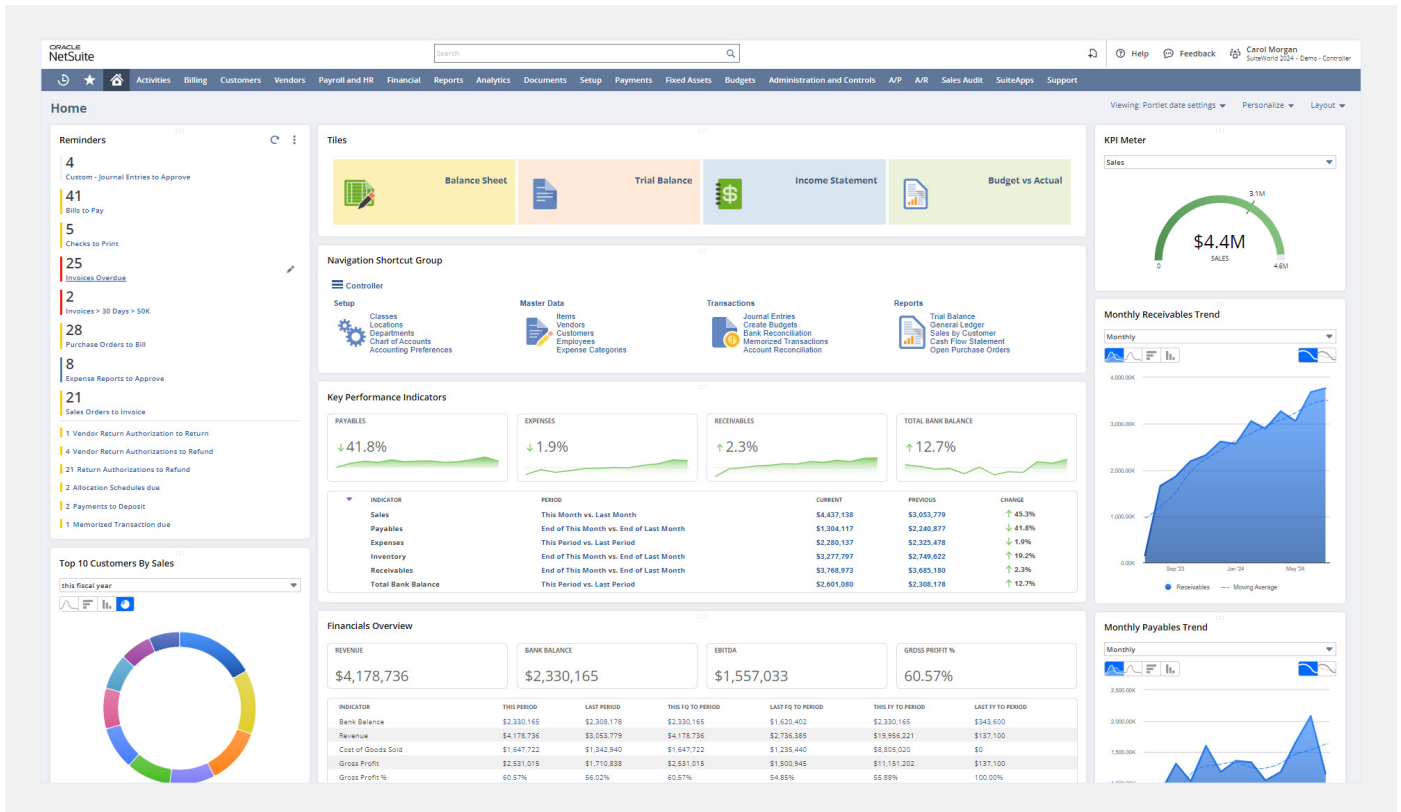 ORACLE
NetSuite
Search
Help
Feedback
Carol Morgan
SuiteWorld 2024 - Demo - Controller
Activities Billing Customers Vendors Payroll and HR Financial Reports Analytics Documents Setup Payments Fixed Assets Budgets Administration and Controls A/P A/R Sales Audit SuiteApps Support
Home
Viewing: Portlet date settings Personalize Layout
Reminders
4
Custom - Journal Entries to Approve
41
Bills to Pay
5
Checks to Print
25
Invoices Overdue
2
Invoices > 30 Days > 50K
28
Purchase Orders to Bill
8
Expense Reports to Approve
21
Sales Orders to Invoice
1 Vendor Return Authorization to Return
4 Vendor Return Authorizations to Refund
21 Return Authorizations to Refund
2 Allocation Schedules due
2 Payments to Deposit
1 Memorized Transaction due
Top 10 Customers By Sales
this fiscal year
Tiles
Balance Sheet
Trial Balance
Income Statement
Budget vs Actual
Navigation Shortcut Group
Controller
Setup
Classes
Locations
Departments
Chart of Accounts
Accounting Preferences
Master Data
Items
Vendors
Customers
Employees
Expense Categories
Transactions
Journal Entries
Create Budgets
Bank Reconciliation
Memorized Transactions
Account Reconciliation
Reports
Trial Balance
General Ledger
Sales by Customer
Cash Flow Statement
Open Purchase Orders
Key Performance Indicators
PAYABLES
↓41.8%
EXPENSES
↓1.9%
RECEIVABLES
↑2.3%
TOTAL BANK BALANCE
↑12.7%
INDICATOR PERIOD CURRENT PREVIOUS CHANGE
Sales This Month vs. Last Month $4,437,138 $3,053,779 ↑ 45.3%
Payables End of This Month vs. End of Last Month $1,304,117 $2,240,877 ↓ 41.8%
Expenses This Period vs. Last Period $2,280,137 $2,325,478 ↓ 1.9%
Inventory End of This Month vs. End of Last Month $3,277,797 $2,749,622 ↑ 19.2%
Receivables End of This Month vs. End of Last Month $3,768,973 $3,685,180 ↑ 2.3%
Total Bank Balance This Period vs. Last Period $2,601,080 $2,308,178 ↑ 12.7%
Financials Overview
REVENUE
$4,178,736
BANK BALANCE
$2,330,165
EBITDA
$1,557,033
GROSS PROFIT %
60.57%
INDICATOR THIS PERIOD LAST PERIOD THIS FQ TO PERIOD LAST FQ TO PERIOD THIS FY TO PERIOD LAST FY TO PERIOD
Bank Balance $2,330,165 $2,308,178 $2,330,165 $1,620,402 $2,330,165 $343,600
Revenue $4,178,736 $3,053,779 $4,178,736 $2,736,385 $19,956,221 $137,100
Cost of Goods Sold $1,647,722 $1,342,940 $1,647,722 $1,235,440 $8,805,020 $0
Gross Profit $2,531,015 $1,710,838 $2,531,015 $1,500,945 $11,151,202 $137,100
Gross Profit % 60.57% 56.02% 60.57% 54.85% 55.88% 100.00%
KPI Meter
Sales
3.1M
$4.4M
SALES
0
4.6M
Monthly Receivables Trend
Monthly
4,000.00K
3,000.00K
2,000.00K
1,000.00K
0.00K
Sep '23 Jan '24 May '24
Receivables Moving Average
Monthly Payables Trend
Monthly
2,500.00K
2,000.00K
1,500.00K